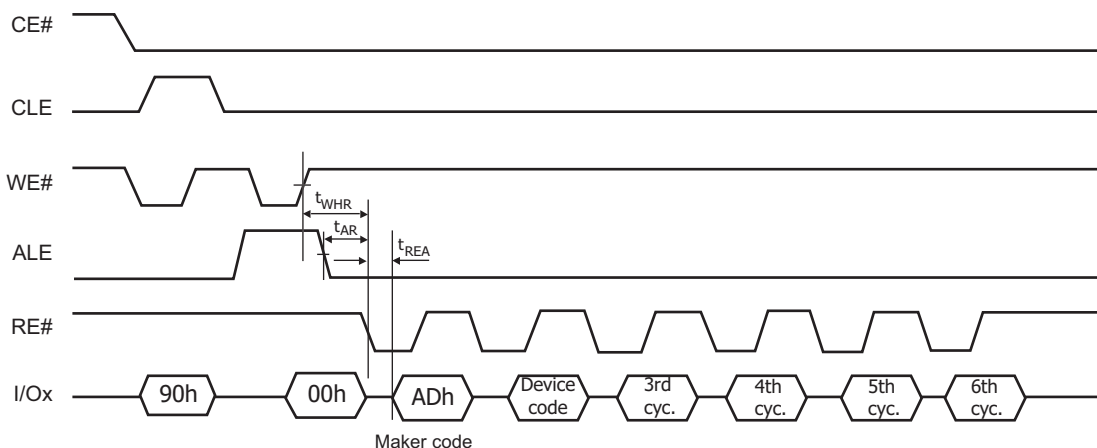 CE#
CLE
WE#
tWHR
tAR
ALE
tREA
RE#
I/Ox
90h
00h
ADh
Device
code
3rd
cyc.
4th
cyc.
5th
cyc.
6th
cyc.
Maker code